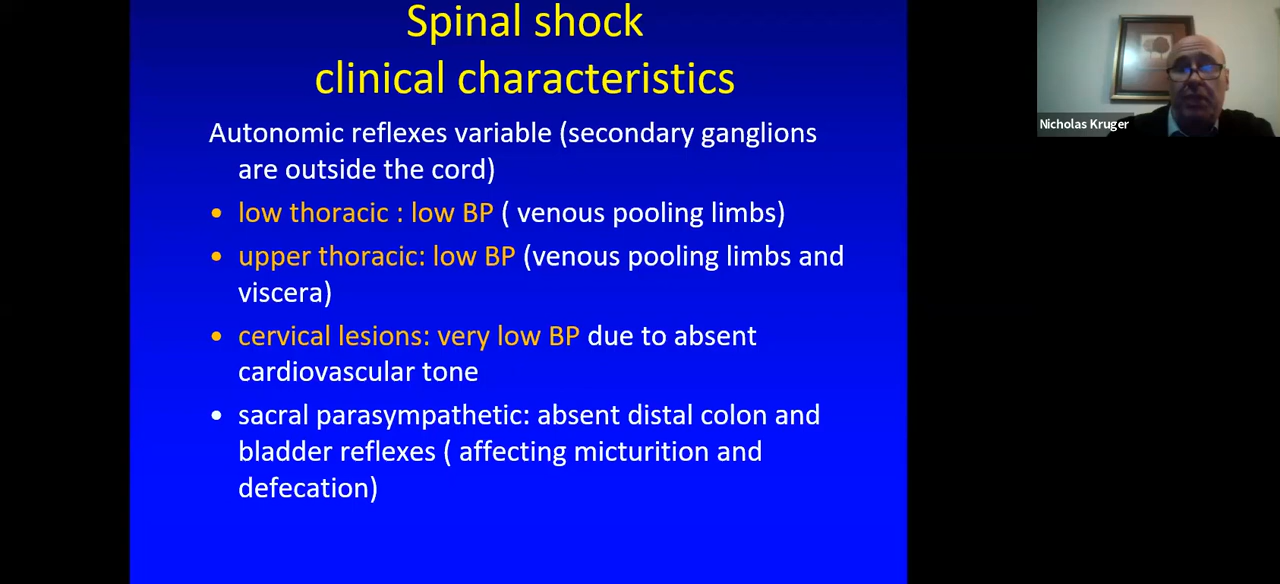 Spinal shock
clinical characteristics
Autonomic reflexes variable (secondary ganglions
are outside the cord)
• low thoracic : low BP ( venous pooling limbs)
• upper thoracic: low BP (venous pooling limbs and
viscera)
• cervical lesions: very low BP due to absent
cardiovascular tone
• sacral parasympathetic: absent distal colon and
bladder reflexes ( affecting micturition and
defecation)
Nicholas Kruger